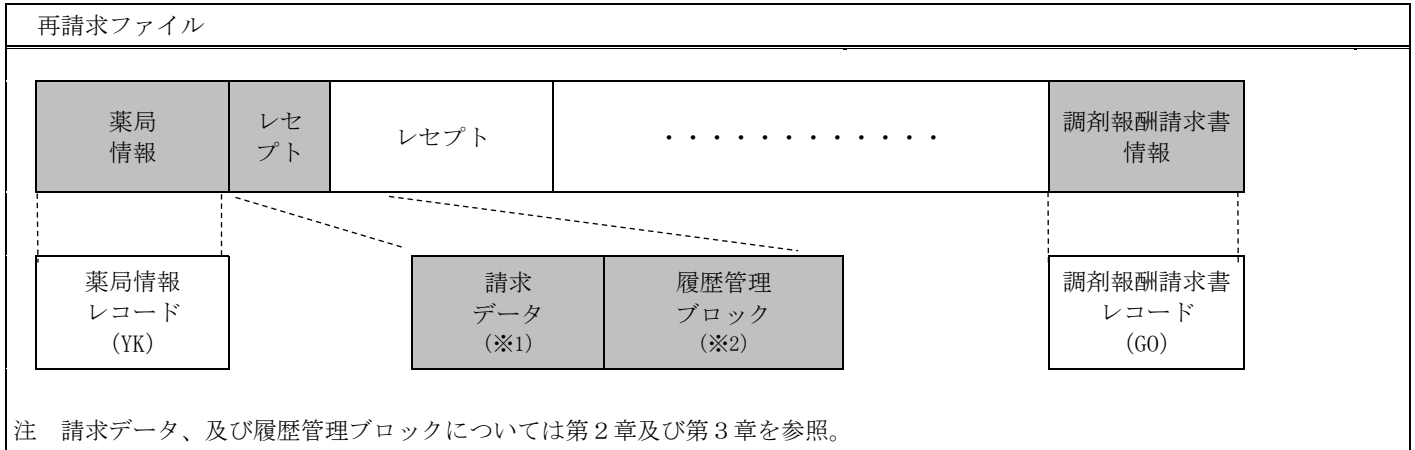 再請求ファイル
薬局
情報
レセ
プト
レセプト
・・・・・・・・・・・・
調剤報酬請求書
情報
薬局情報
レコード
(YK)
請求
データ
(※1)
履歴管理
ブロック
(※2)
調剤報酬請求書
レコード
(GO)
注　請求データ、及び履歴管理ブロックについては第２章及び第３章を参照。